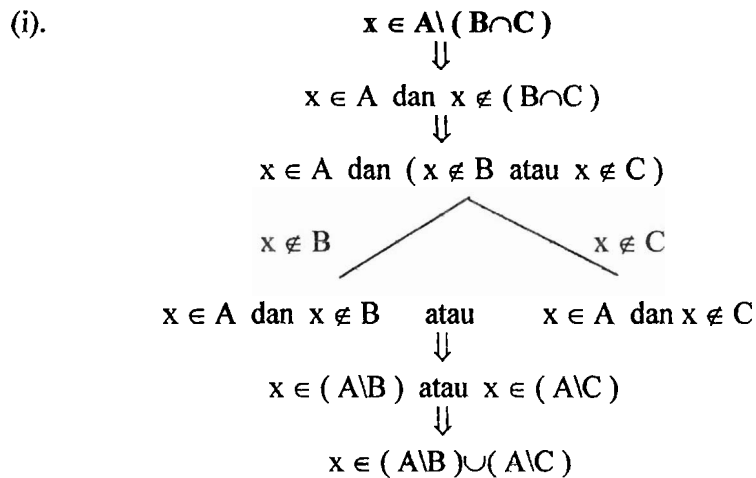 (i). x ∈ A\ ( B∩C )
⇓
x ∈ A dan x ∉ ( B∩C )
⇓
x ∈ A dan ( x ∉ B atau x ∉ C )
x ∉ B x ∉ C
x ∈ A dan x ∉ B atau x ∈ A dan x ∉ C
⇓
x ∈ ( A\B ) atau x ∈ ( A\C )
⇓
x ∈ ( A\B )∪( A\C )